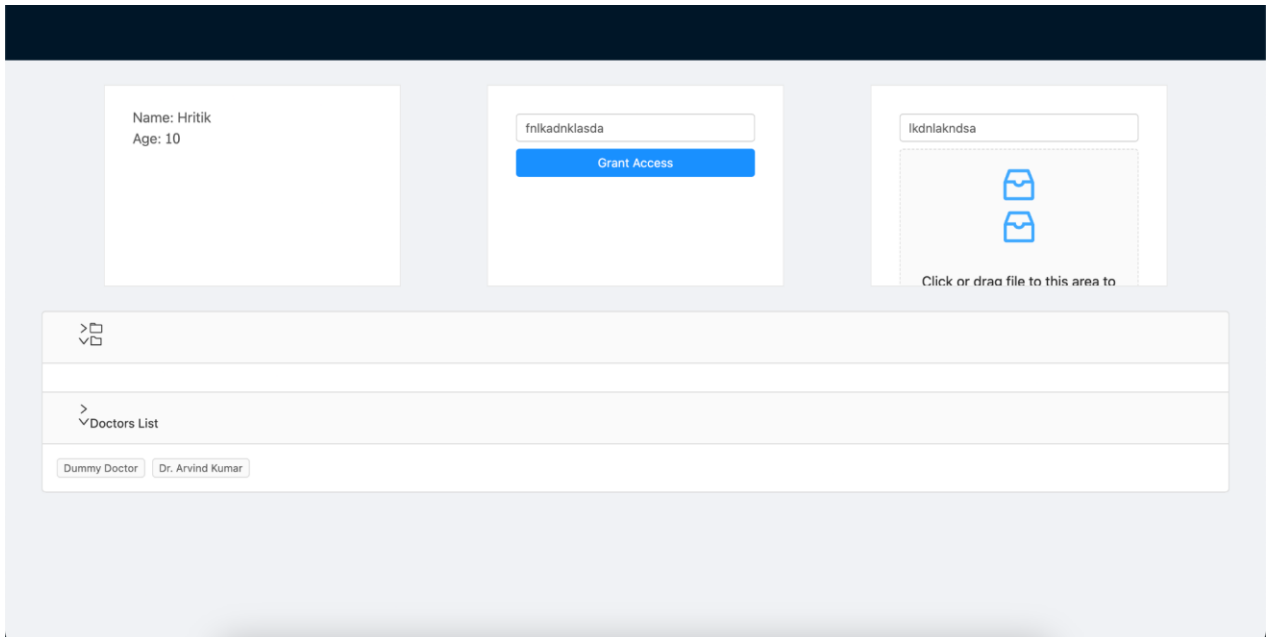 Name: Hritik
Age: 10
fnlkadnklasda
Grant Access
lkdnlakndsa
Click or drag file to this area to
Doctors List
Dummy Doctor
Dr. Arvind Kumar